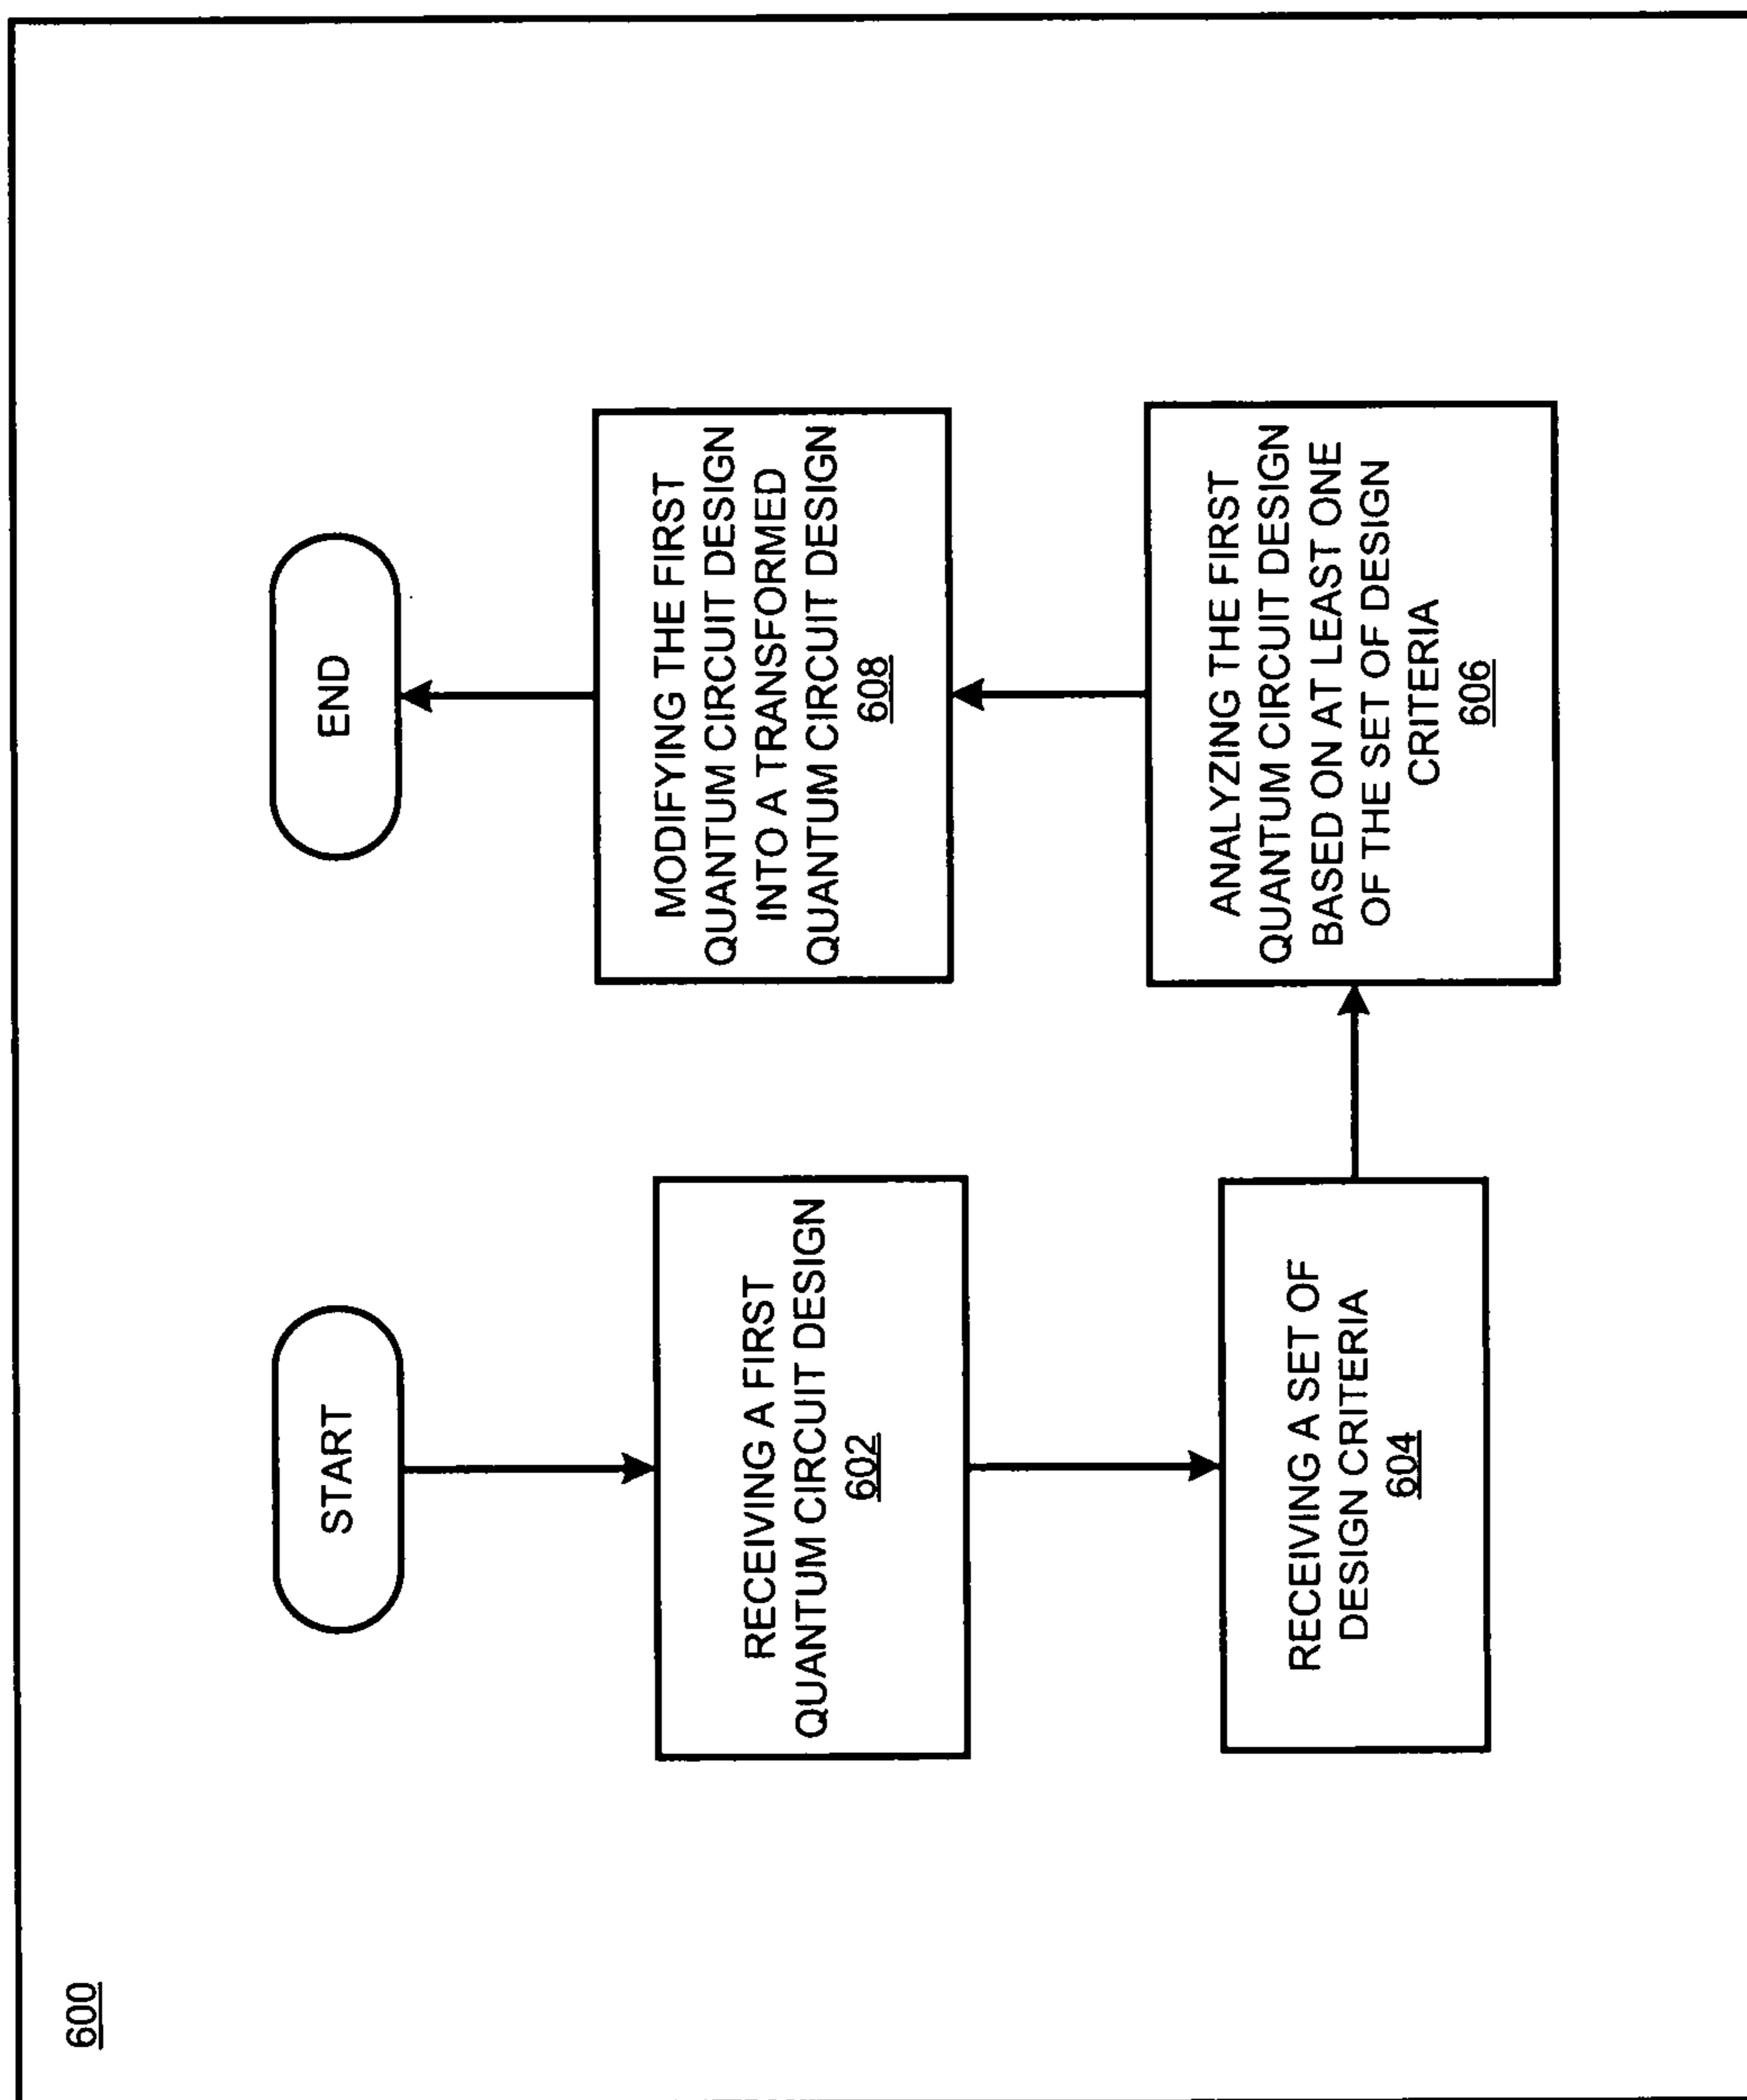 600
START
RECEIVING A FIRST
QUANTUM CIRCUIT DESIGN
602
RECEIVING A SET OF
DESIGN CRITERIA
604
ANALYZING THE FIRST
QUANTUM CIRCUIT DESIGN
BASED ON AT LEAST ONE
OF THE SET OF DESIGN
CRITERIA
606
MODIFYING THE FIRST
QUANTUM CIRCUIT DESIGN
INTO A TRANSFORMED
QUANTUM CIRCUIT DESIGN
608
END